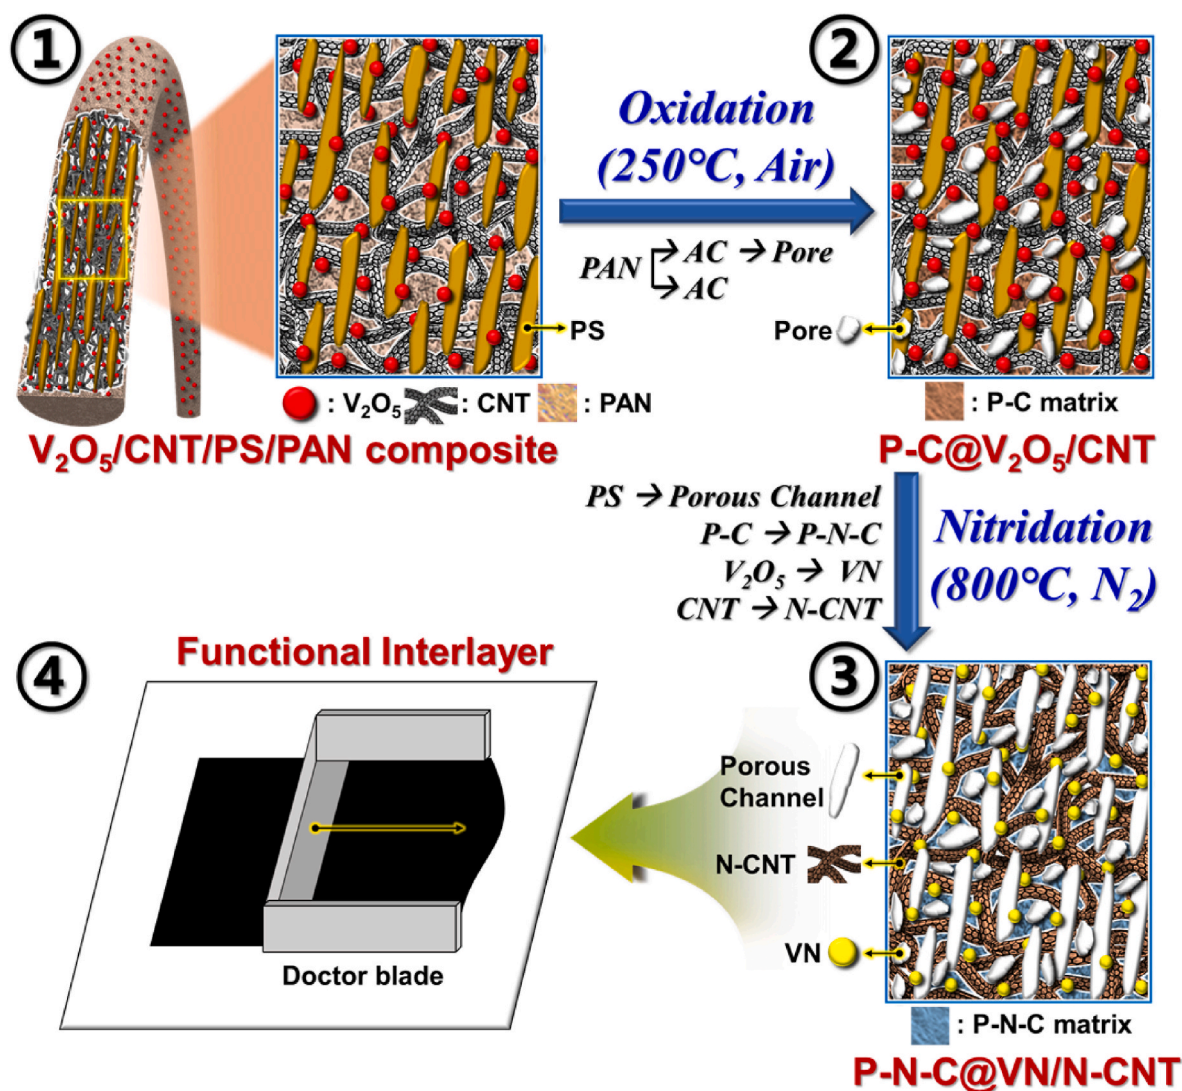 1
2
Oxidation
(250°C, Air)
PAN → AC → Pore
→ AC
PS
Pore
: V₂O₅ : CNT : PAN
: P-C matrix
V₂O₅/CNT/PS/PAN composite
P-C@V₂O₅/CNT
PS → Porous Channel
P-C → P-N-C
V₂O₅ → VN
CNT → N-CNT
Nitridation
(800°C, N₂)
4
Functional Interlayer
3
Porous
Channel
N-CNT
VN
Doctor blade
: P-N-C matrix
P-N-C@VN/N-CNT